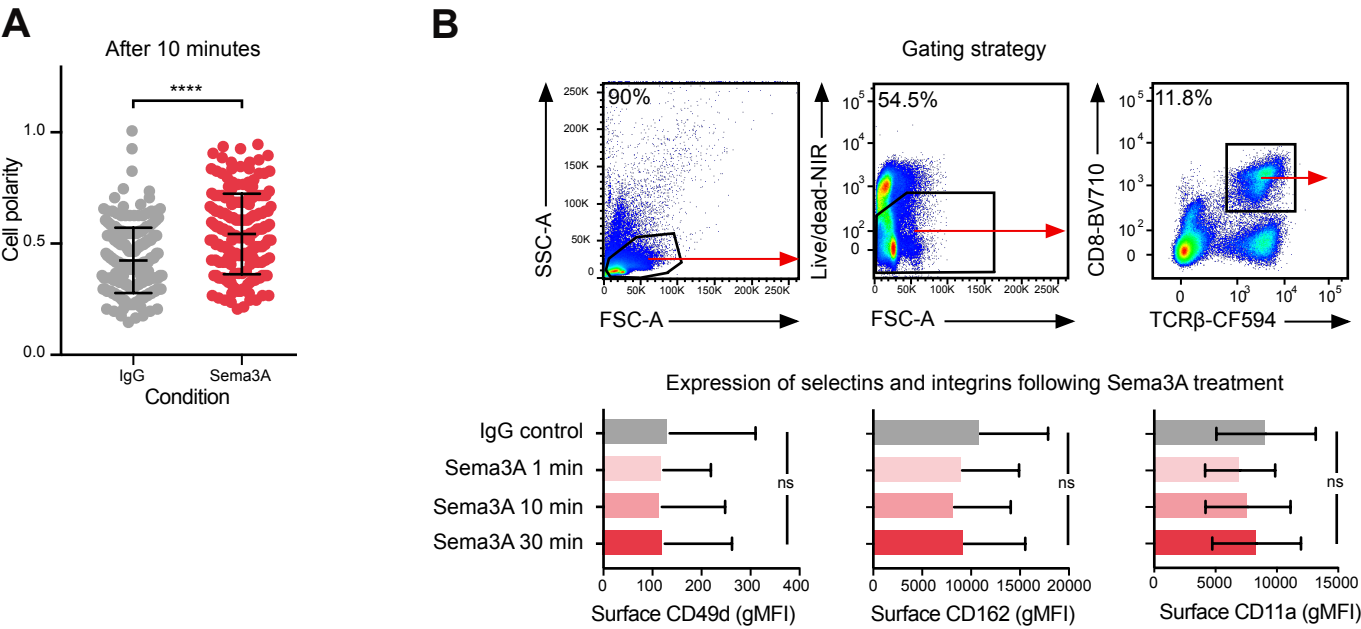 A
After 10 minutes
****
1.0
0.5
0.0
Cell polarity
IgG
Sema3A
Condition
B
Gating strategy
90%
250K
200K
150K
100K
50K
0
SSC-A
0
50K
100K
150K
200K
250K
FSC-A
54.5%
10^5
10^4
10^3
10^2
0
Live/dead-NIR
0
50K
100K
150K
200K
250K
FSC-A
11.8%
10^5
10^4
10^3
10^2
0
CD8-BV710
0
10^3
10^4
10^5
TCRβ-CF594
Expression of selectins and integrins following Sema3A treatment
IgG control
Sema3A 1 min
Sema3A 10 min
Sema3A 30 min
ns
0
100
200
300
400
Surface CD49d (gMFI)
ns
0
5000
10000
15000
20000
Surface CD162 (gMFI)
ns
0
5000
10000
15000
Surface CD11a (gMFI)